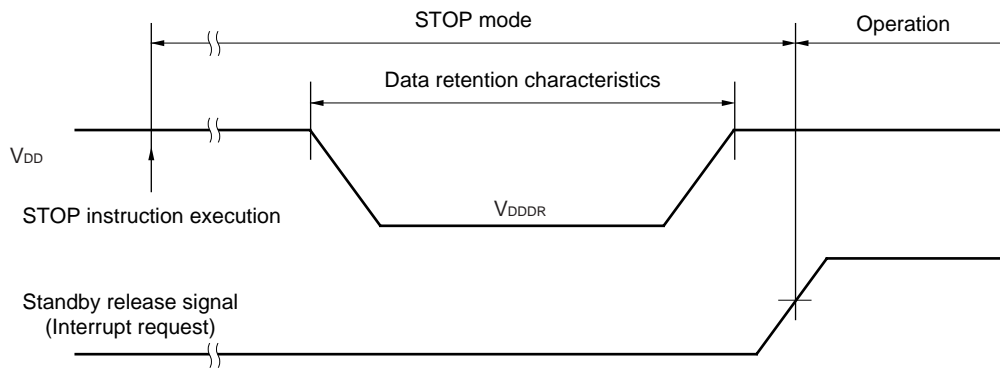 STOP mode
Operation
Data retention characteristics
VDD
STOP instruction execution
VDDDR
Standby release signal
(Interrupt request)